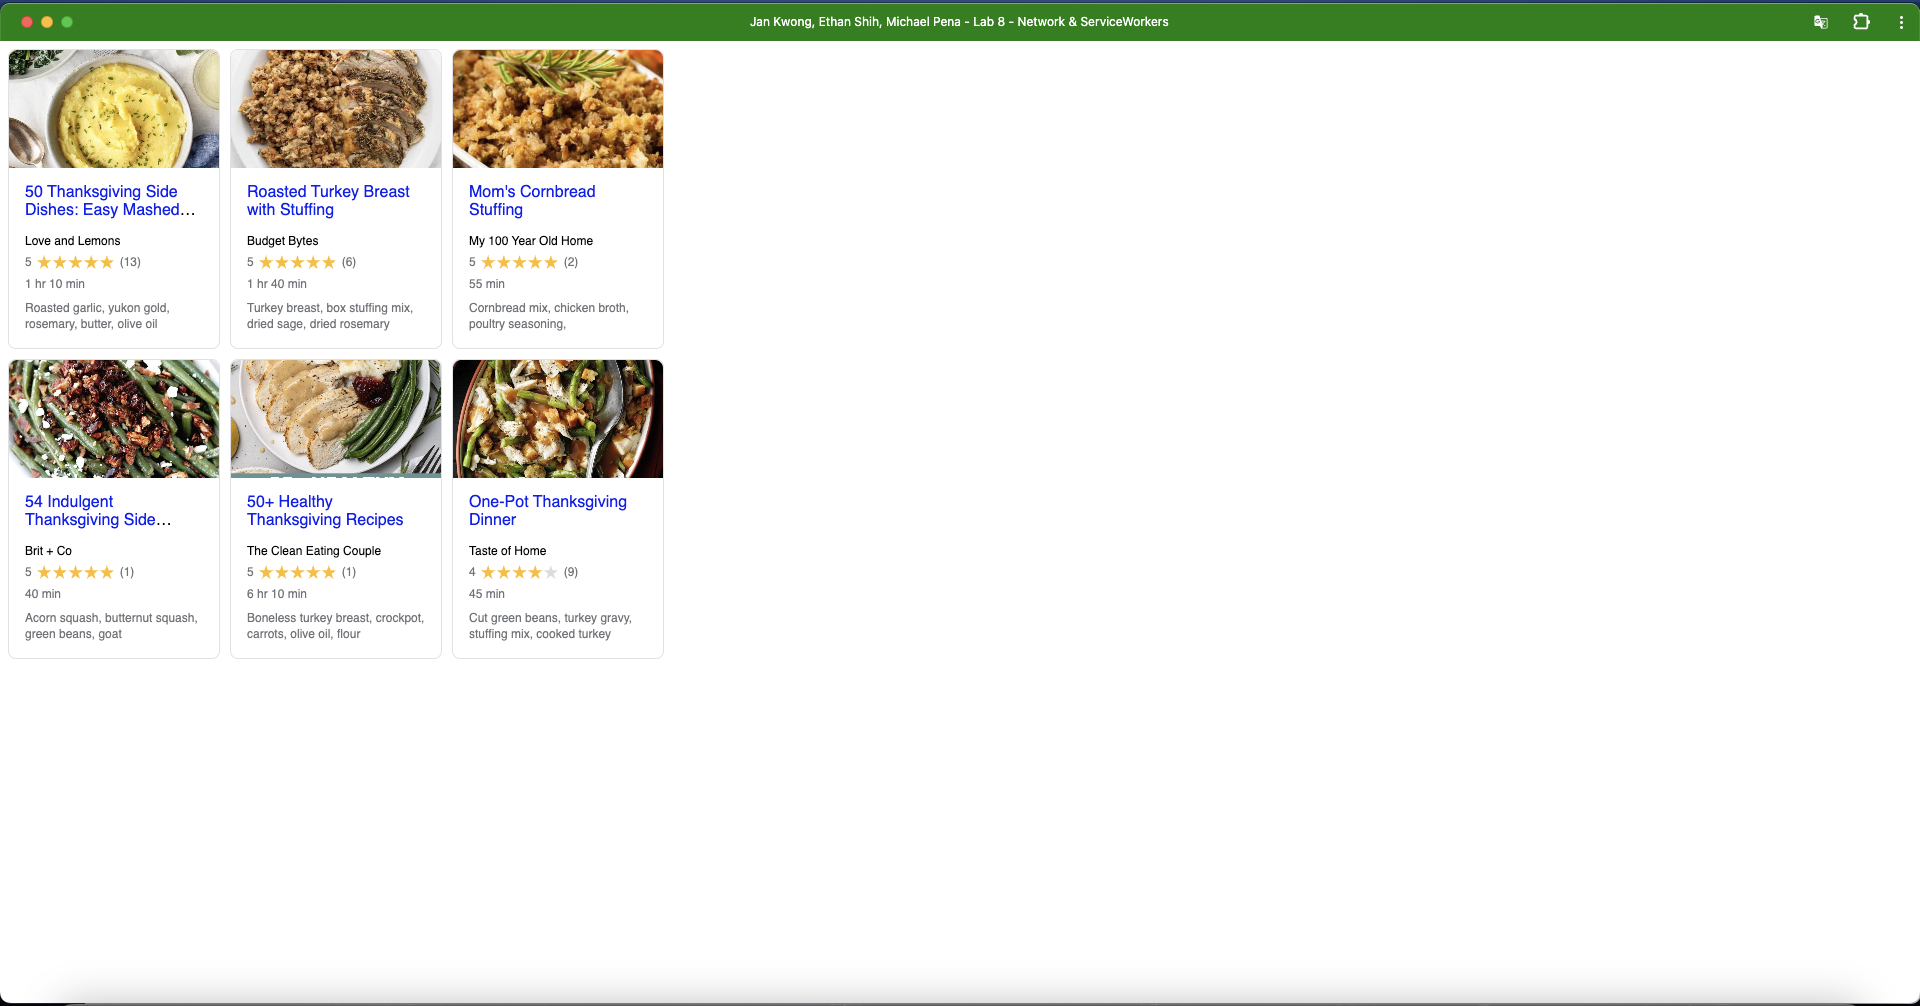 Jan Kwong, Ethan Shih, Michael Pena - Lab 8 - Network & ServiceWorkers
50 Thanksgiving Side
Dishes: Easy Mashed…
Love and Lemons
5 ★★★★★ (13)
1 hr 10 min
Roasted garlic, yukon gold,
rosemary, butter, olive oil
Roasted Turkey Breast
with Stuffing
Budget Bytes
5 ★★★★★ (6)
1 hr 40 min
Turkey breast, box stuffing mix,
dried sage, dried rosemary
Mom's Cornbread
Stuffing
My 100 Year Old Home
5 ★★★★★ (2)
55 min
Cornbread mix, chicken broth,
poultry seasoning,
54 Indulgent
Thanksgiving Side…
Brit + Co
5 ★★★★★ (1)
40 min
Acorn squash, butternut squash,
green beans, goat
50+ Healthy
Thanksgiving Recipes
The Clean Eating Couple
5 ★★★★★ (1)
6 hr 10 min
Boneless turkey breast, crockpot,
carrots, olive oil, flour
One-Pot Thanksgiving
Dinner
Taste of Home
4 ★★★★★ (9)
45 min
Cut green beans, turkey gravy,
stuffing mix, cooked turkey